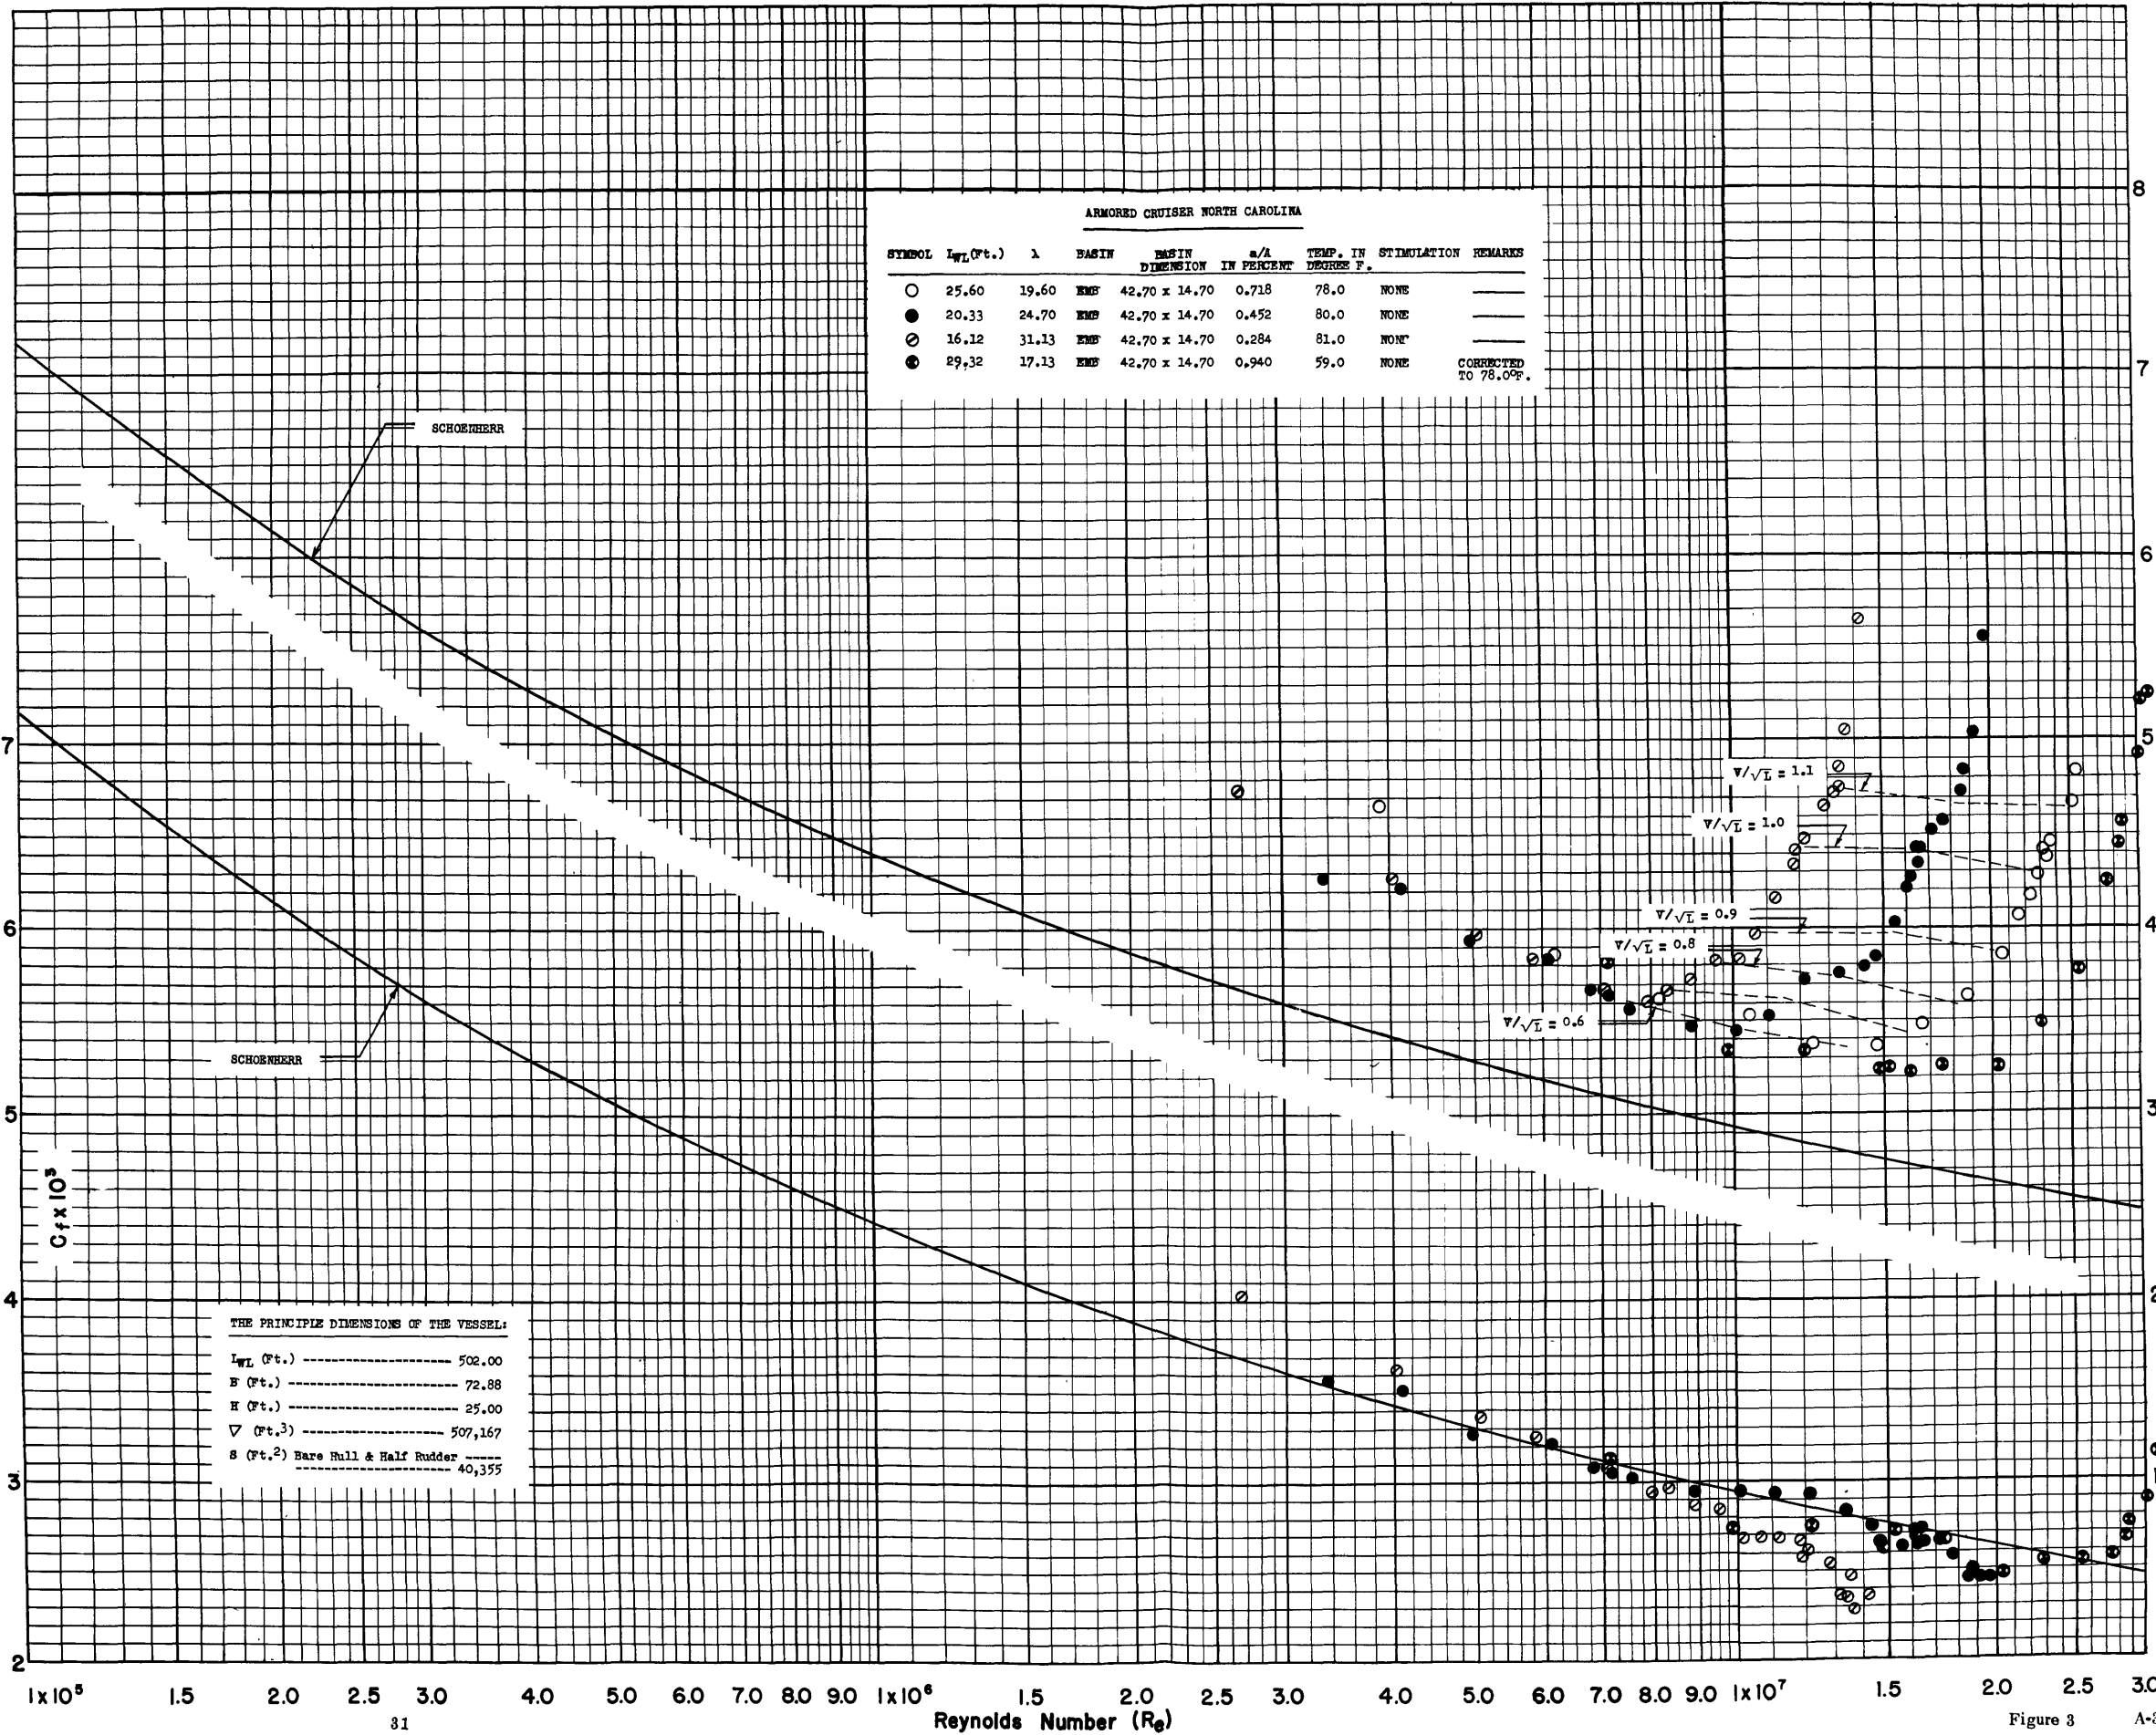 8
ARMORED CRUISER NORTH CAROLINA
SYMBOL LWL(Ft.) λ BASIN BASIN DIMENSION a/A IN PERCENT TEMP. IN DEGREE F. STIMULATION REMARKS
25.60 19.60 EMB 42.70 x 14.70 0.718 78.0 NONE
20.33 24.70 EMB 42.70 x 14.70 0.452 80.0 NONE
16.12 31.13 EMB 42.70 x 14.70 0.284 81.0 NONE
29.32 17.13 EMB 42.70 x 14.70 0.940 59.0 NONE CORRECTED TO 78.0°F.
7
SCHOENHERR
6
7
5
V/√L = 1.1
V/√L = 1.0
6
4
V/√L = 0.9
V/√L = 0.8
V/√L = 0.6
SCHOENHERR
5
3
Cf X 10³
4
2
THE PRINCIPLE DIMENSIONS OF THE VESSEL:
LWL (Ft.) ---------------------- 502.00
B (Ft.) ------------------------- 72.88
H (Ft.) ------------------------- 25.00
∇ (Ft.³) ---------------------- 507,167
S (Ft.²) Bare Hull & Half Rudder -----
-------------------- 40,355
3
2
1x10⁵ 1.5 2.0 2.5 3.0 4.0 5.0 6.0 7.0 8.0 9.0 1x10⁶ 1.5 2.0 2.5 3.0 4.0 5.0 6.0 7.0 8.0 9.0 1x10⁷ 1.5 2.0 2.5 3.0
Reynolds Number (Re)
31
Figure 3